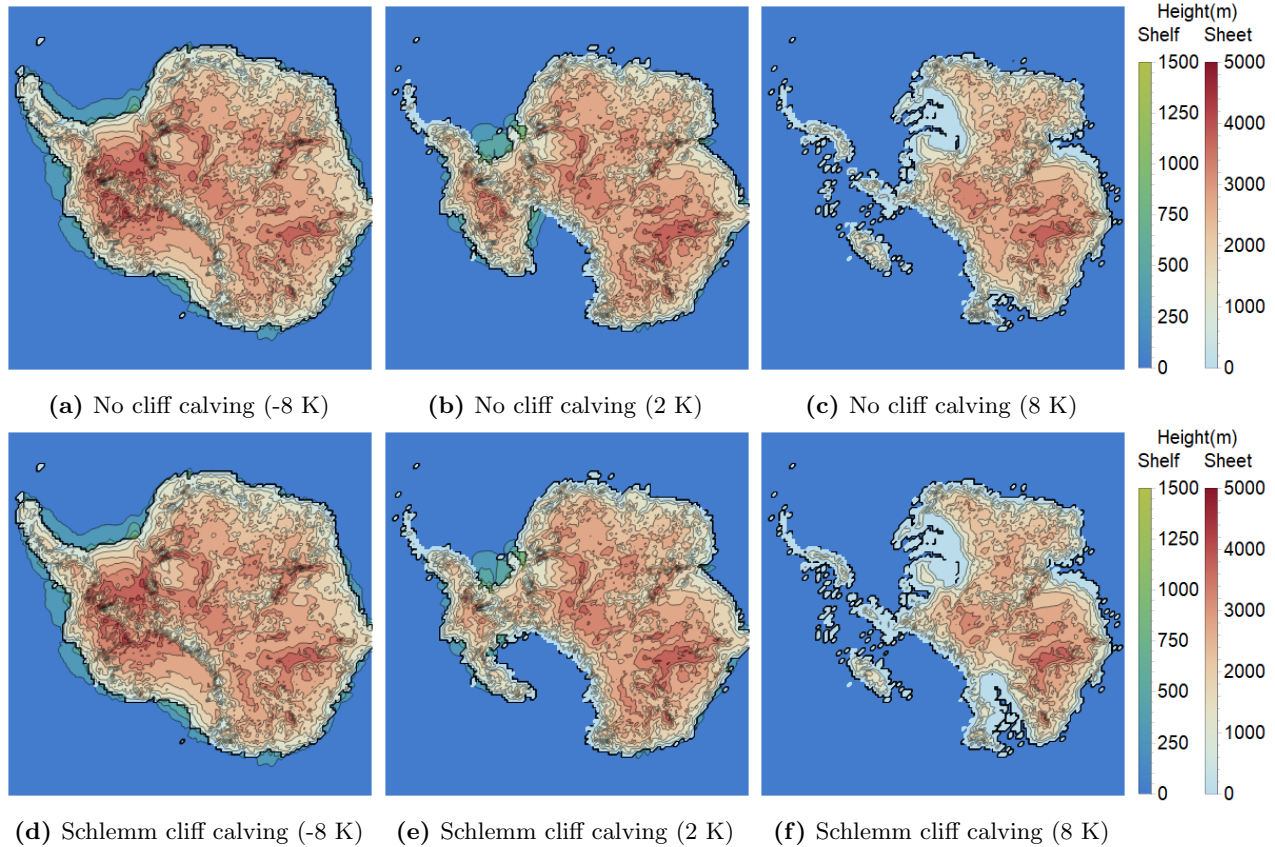 Height(m)
Shelf Sheet
1500 5000
1250
4000
1000
3000
750
2000
500
1000
250
0 0
(a) No cliff calving (-8 K)
(b) No cliff calving (2 K)
(c) No cliff calving (8 K)
Height(m)
Shelf Sheet
1500 5000
1250
4000
1000
3000
750
2000
500
1000
250
0 0
(d) Schlemm cliff calving (-8 K)
(e) Schlemm cliff calving (2 K)
(f) Schlemm cliff calving (8 K)